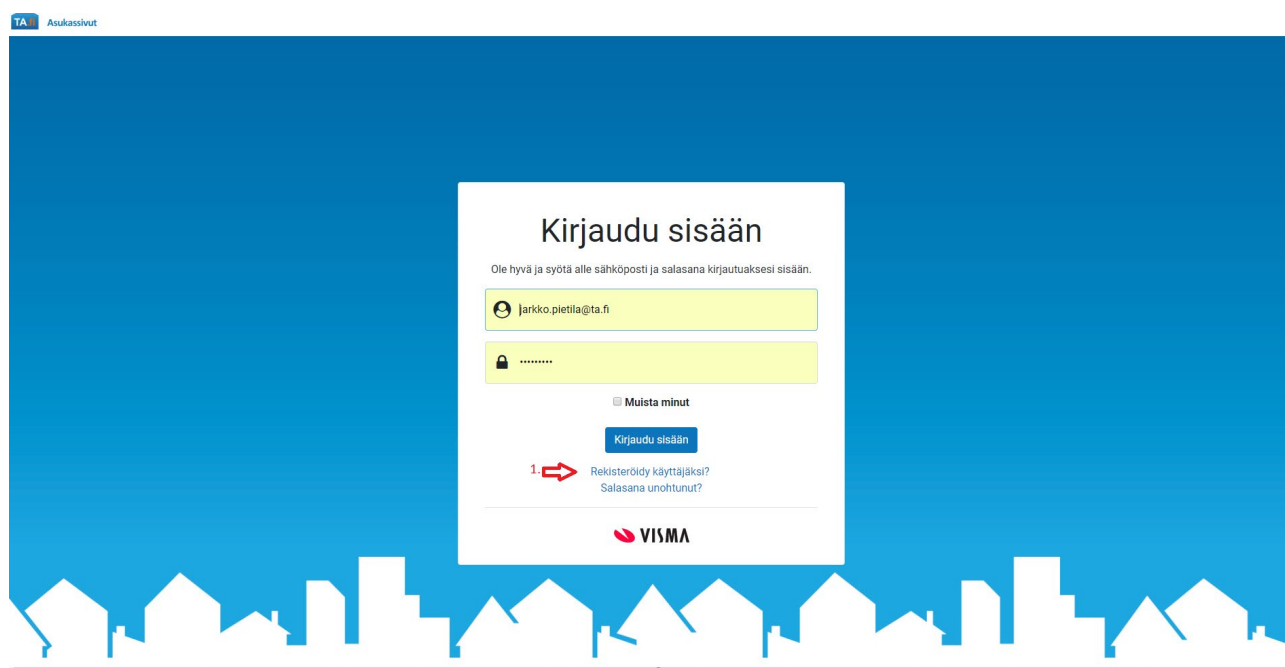 TA.fi Asukassivut
Kirjaudu sisään
Ole hyvä ja syötä alle sähköposti ja salasana kirjautuaksesi sisään.
jarkko.pietila@ta.fi
•••••••••
Muista minut
Kirjaudu sisään
1. Rekisteröidy käyttäjäksi?
Salasana unohtunut?
VISMA